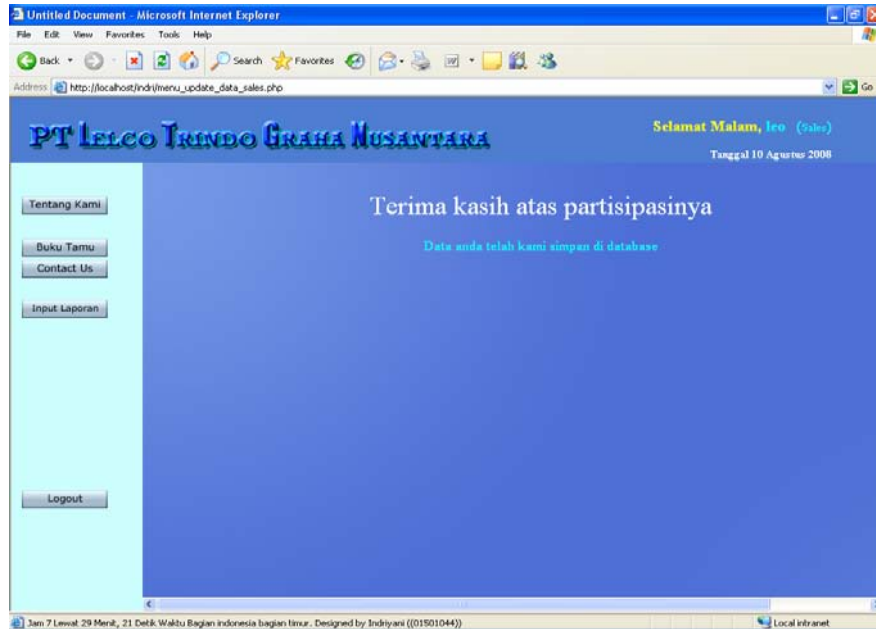 Untitled Document - Microsoft Internet Explorer
File Edit View Favorites Tools Help
Back Search Favorites
Address http://localhost/indri/menu_update_data_sales.php Go
PT Lelco Trindo Graha Nusantara
Selamat Malam, leo (Sales)
Tanggal 10 Agustus 2008
Tentang Kami
Buku Tamu
Contact Us
Input Laporan
Logout
Terima kasih atas partisipasinya
Data anda telah kami simpan di database
Jam 7 Lewat 29 Menit, 21 Detik Waktu Bagian indonesia bagian timur. Designed by Indriyani ((01501044)) Local intranet